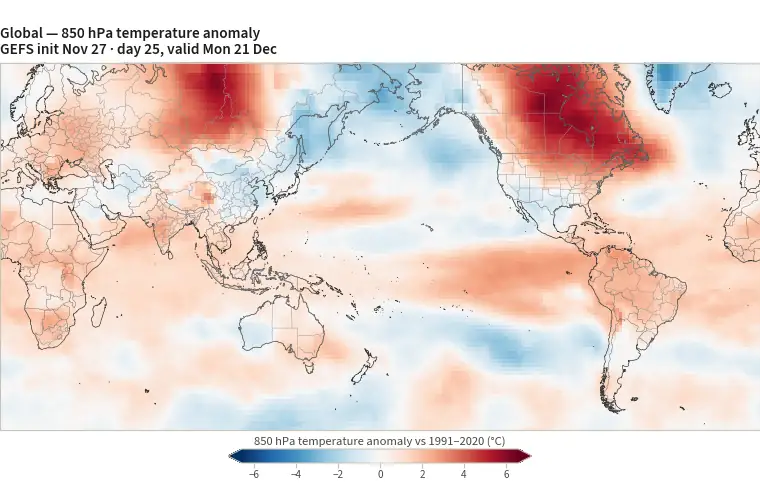 Global — 850 hPa temperature anomaly
GEFS init Nov 27 · day 25, valid Mon 21 Dec
850 hPa temperature anomaly vs 1991–2020 (°C)
−6 −4 −2 0 2 4 6